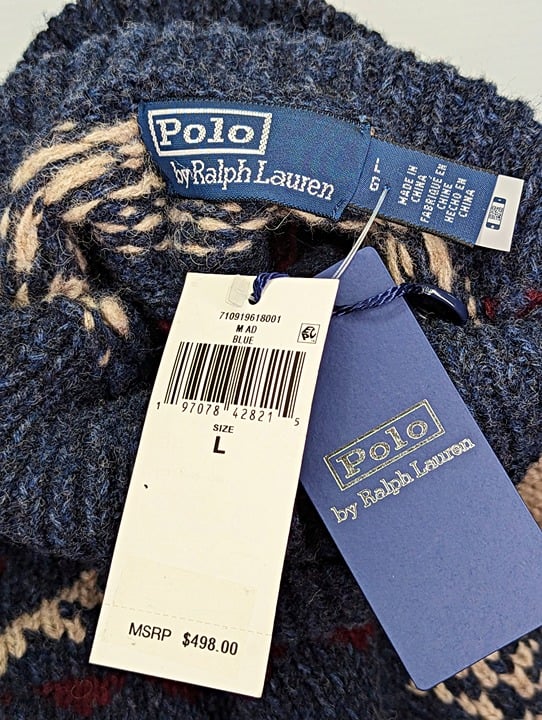 Polo
by Ralph Lauren
LG
MADE IN
CHINA
FABRIQUÉ EN
CHINE
HECHO EN
CHINA
710919618001
M AD
BLUE
1 97078 42821 5
SIZE
L
MSRP $498.00
Polo
by Ralph Lauren